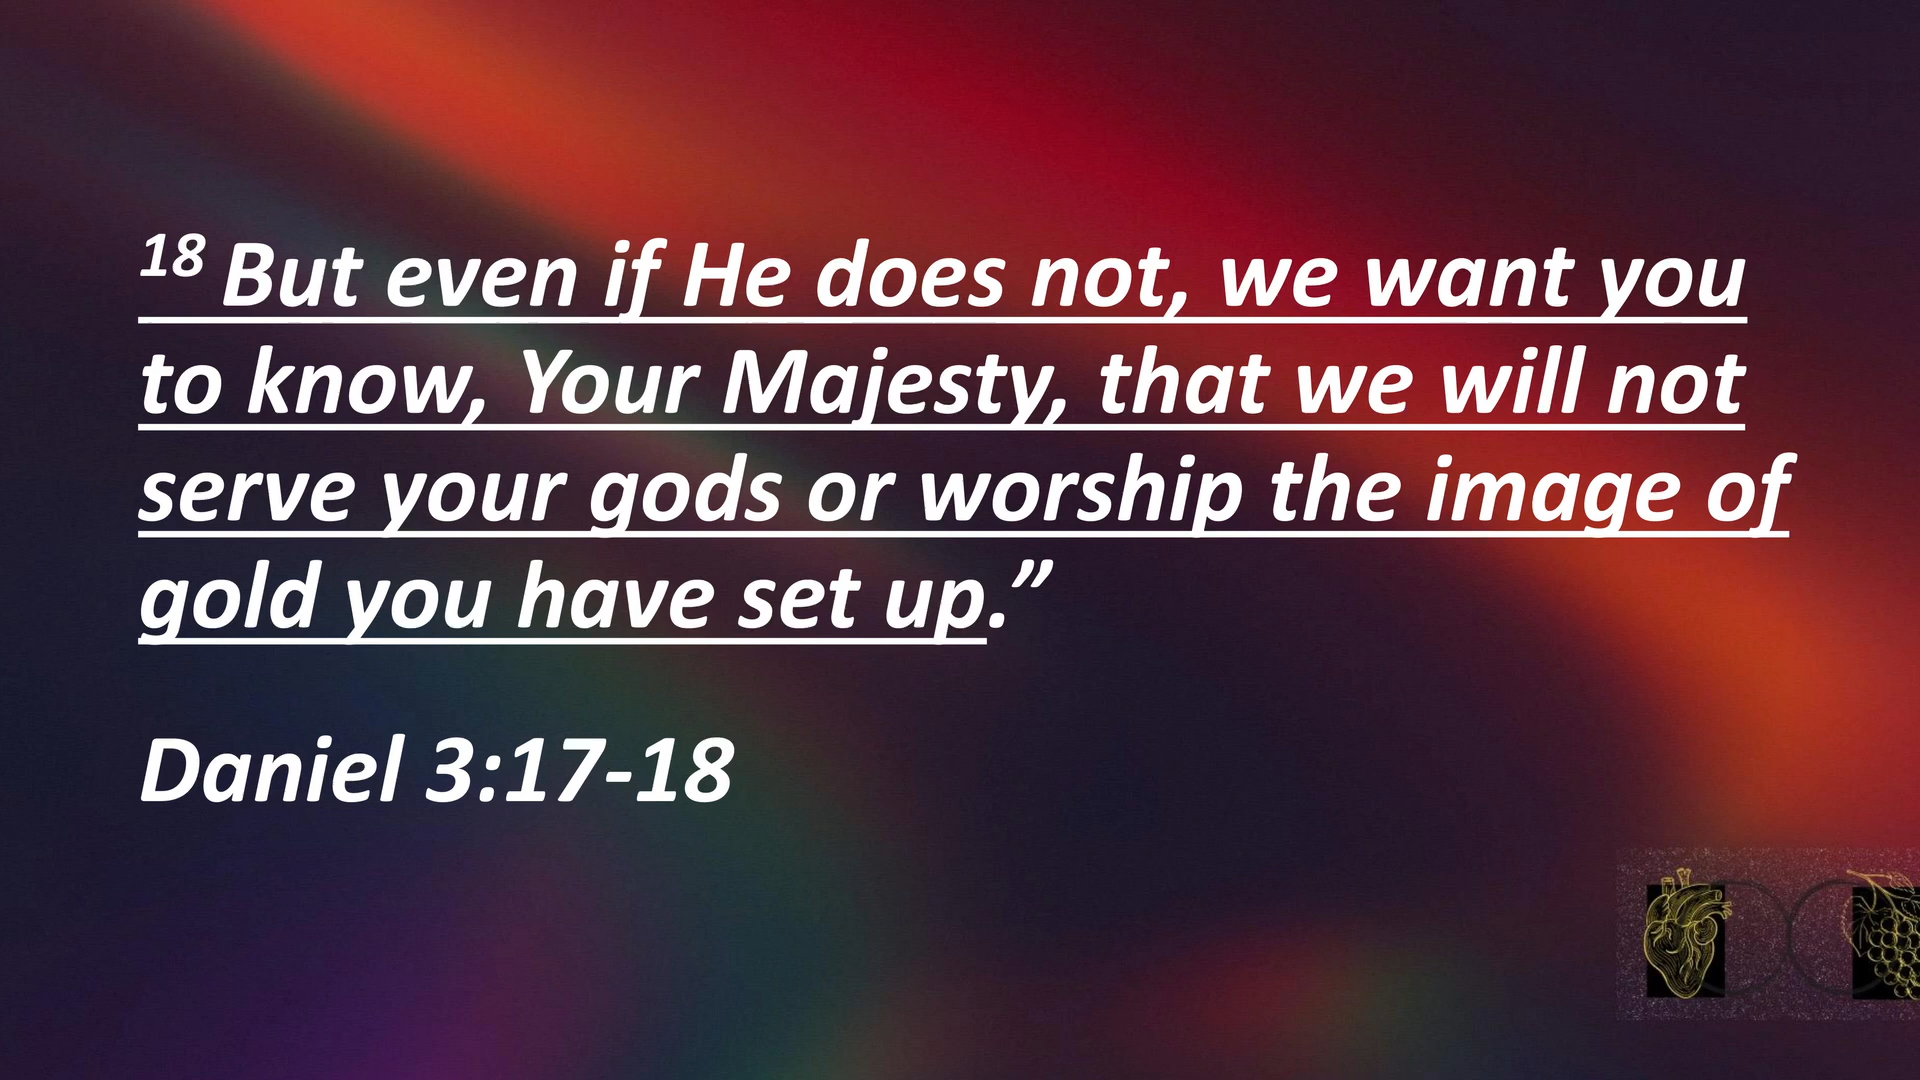 18 But even if He does not, we want you
to know, Your Majesty, that we will not
serve your gods or worship the image of
gold you have set up.”
Daniel 3:17-18